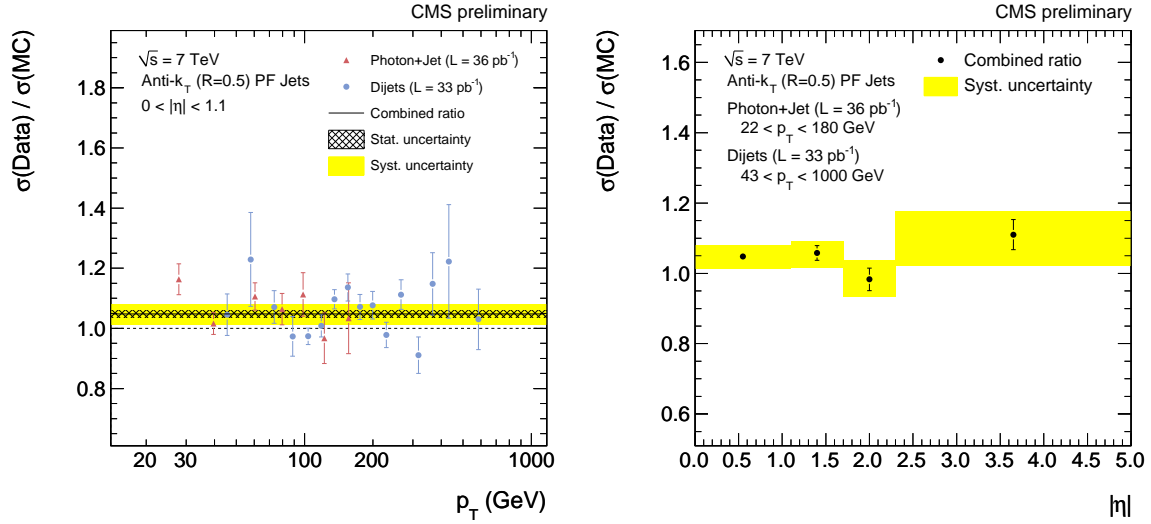 CMS preliminary
σ(Data) / σ(MC)
√s = 7 TeV
Anti-k_T (R=0.5) PF Jets
0 < |η| < 1.1
Photon+Jet (L = 36 pb⁻¹)
Dijets (L = 33 pb⁻¹)
Combined ratio
Stat. uncertainty
Syst. uncertainty
1.8
1.6
1.4
1.2
1.0
0.8
20 30 100 200 1000
p_T (GeV)
CMS preliminary
σ(Data) / σ(MC)
√s = 7 TeV
Anti-k_T (R=0.5) PF Jets
Photon+Jet (L = 36 pb⁻¹)
22 < p_T < 180 GeV
Dijets (L = 33 pb⁻¹)
43 < p_T < 1000 GeV
Combined ratio
Syst. uncertainty
1.6
1.4
1.2
1.0
0.8
0.6
0.0 0.5 1.0 1.5 2.0 2.5 3.0 3.5 4.0 4.5 5.0
|η|